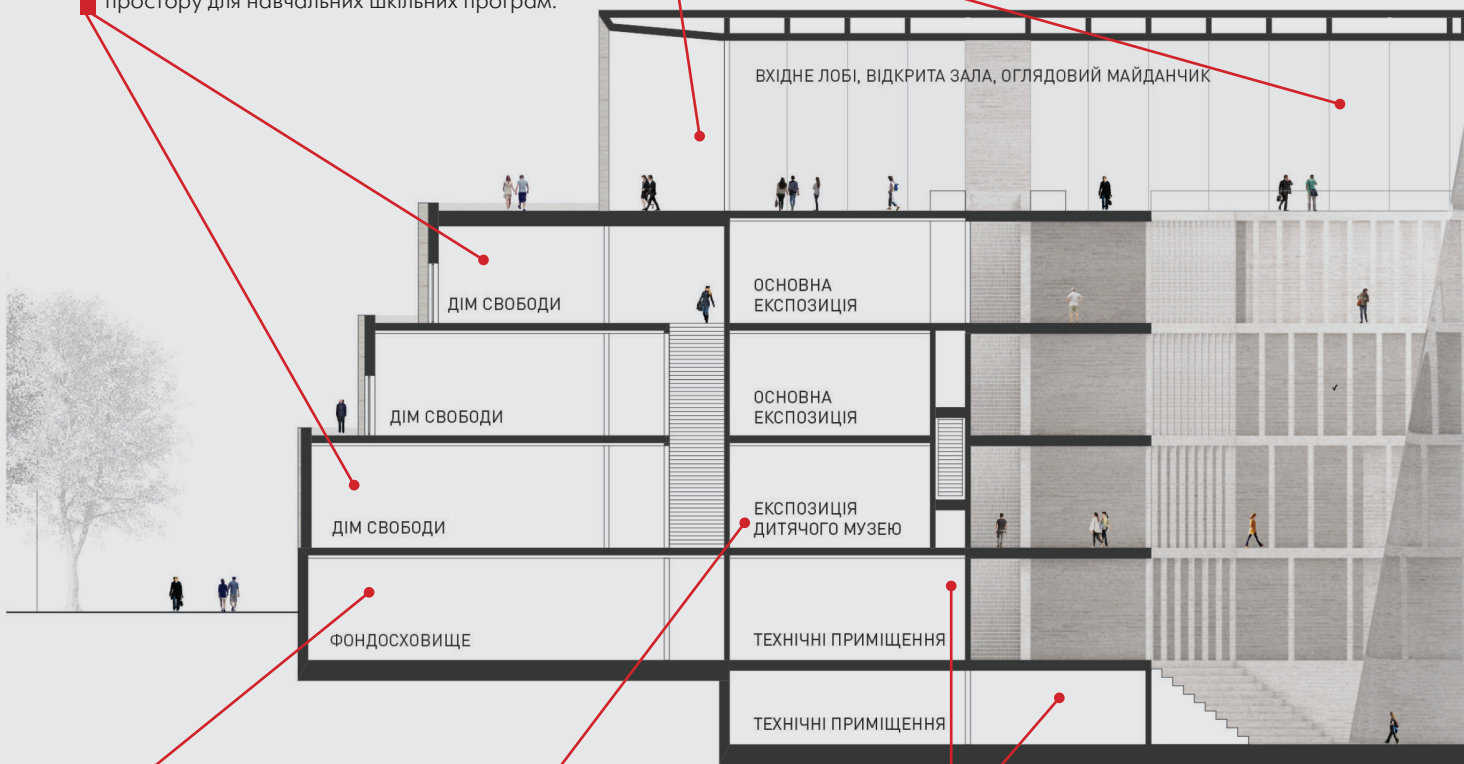 простору для навчальних шкільних програм.
ВХІДНЕ ЛОБІ, ВІДКРИТА ЗАЛА, ОГЛЯДОВИЙ МАЙДАНЧИК
ДІМ СВОБОДИ
ОСНОВНА
ЕКСПОЗИЦІЯ
ДІМ СВОБОДИ
ОСНОВНА
ЕКСПОЗИЦІЯ
ДІМ СВОБОДИ
ЕКСПОЗИЦІЯ
ДИТЯЧОГО МУЗЕЮ
ФОНДОСХОВИЩЕ
ТЕХНІЧНІ ПРИМІЩЕННЯ
ТЕХНІЧНІ ПРИМІЩЕННЯ